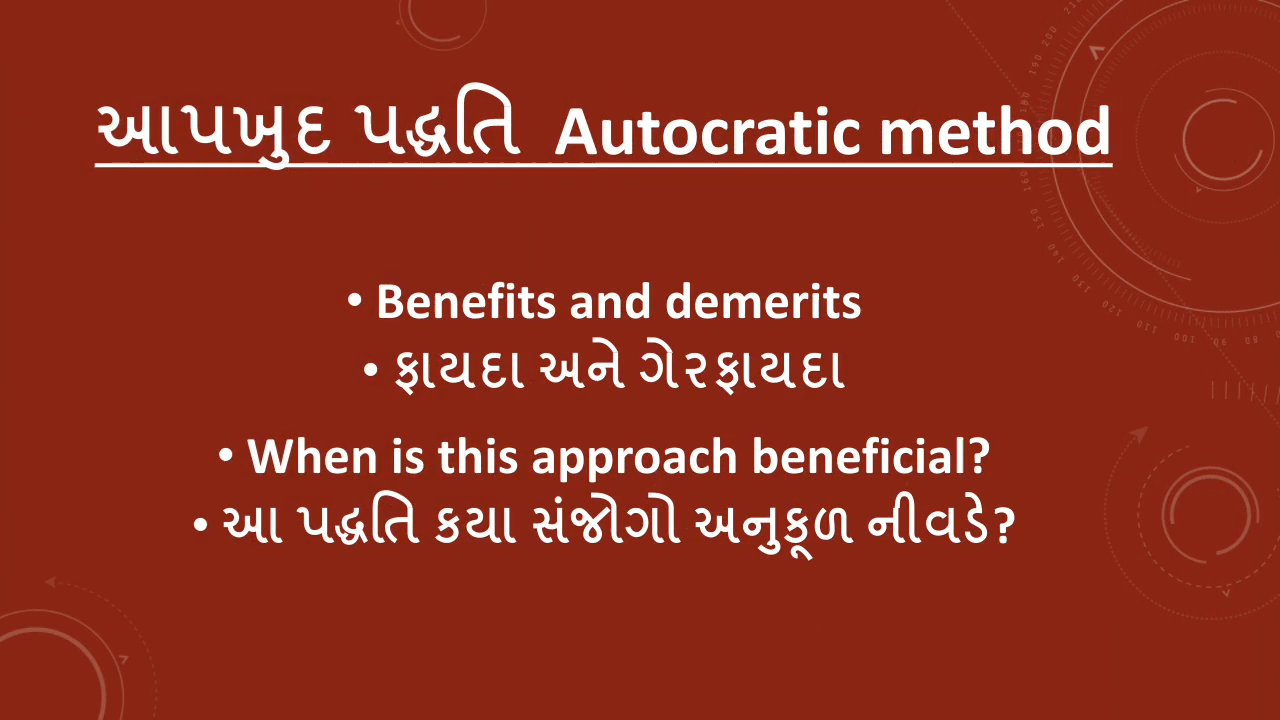 આપખુદ પદ્ધતિ Autocratic method
• Benefits and demerits
• ફાયદા અને ગેરફાયદા
• When is this approach beneficial?
• આ પદ્ધતિ કયા સંજોગો અનુકૂળ નીવડે?